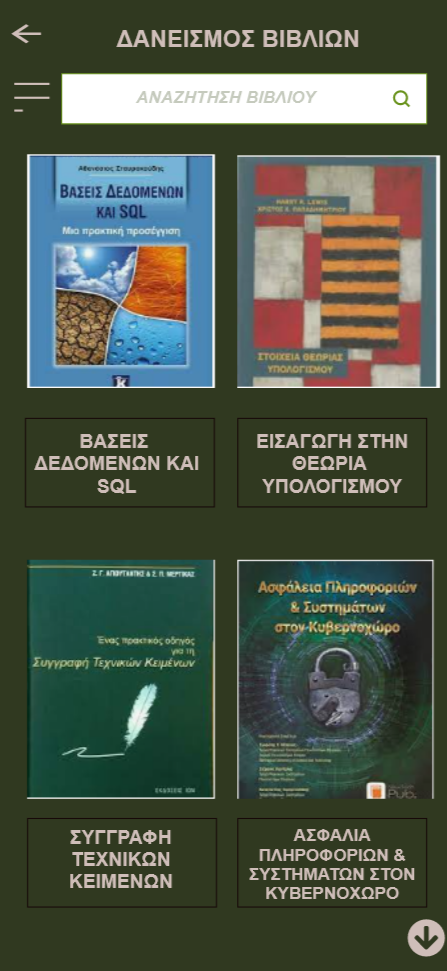 ΔΑΝΕΙΣΜΟΣ ΒΙΒΛΙΩΝ
ΑΝΑΖΗΤΗΣΗ ΒΙΒΛΙΟΥ
Αθανάσιος Σταυρακούδης
ΒΑΣΕΙΣ ΔΕΔΟΜΕΝΩΝ
ΚΑΙ SQL
Μια πρακτική προσέγγιση
HARRY R. LEWIS
ΧΡΙΣΤΟΣ Χ. ΠΑΠΑΔΗΜΗΤΡΙΟΥ
ΣΤΟΙΧΕΙΑ ΘΕΩΡΙΑΣ
ΥΠΟΛΟΓΙΣΜΟΥ
ΒΑΣΕΙΣ
ΔΕΔΟΜΕΝΩΝ ΚΑΙ
SQL
ΕΙΣΑΓΩΓΗ ΣΤΗΝ
ΘΕΩΡΙΑ
ΥΠΟΛΟΓΙΣΜΟΥ
Ένας πρακτικός οδηγός
για τη
Συγγραφή Τεχνικών Κειμένων
Ασφάλεια Πληροφοριών
& Συστημάτων
στον Κυβερνοχώρο
ΣΥΓΓΡΑΦΗ
ΤΕΧΝΙΚΩΝ
ΚΕΙΜΕΝΩΝ
ΑΣΦΑΛΙΑ
ΠΛΗΡΟΦΟΡΙΩΝ &
ΣΥΣΤΗΜΑΤΩΝ ΣΤΟΝ
ΚΥΒΕΡΝΟΧΩΡΟ